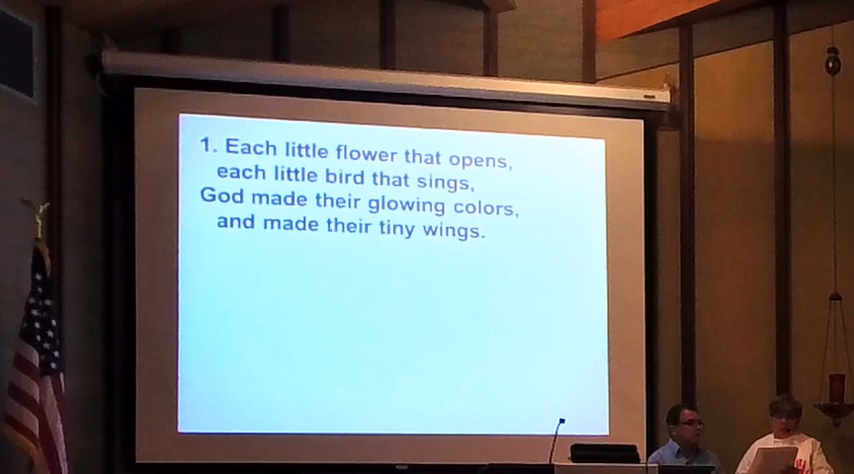 1. Each little flower that opens,
each little bird that sings,
God made their glowing colors,
and made their tiny wings.